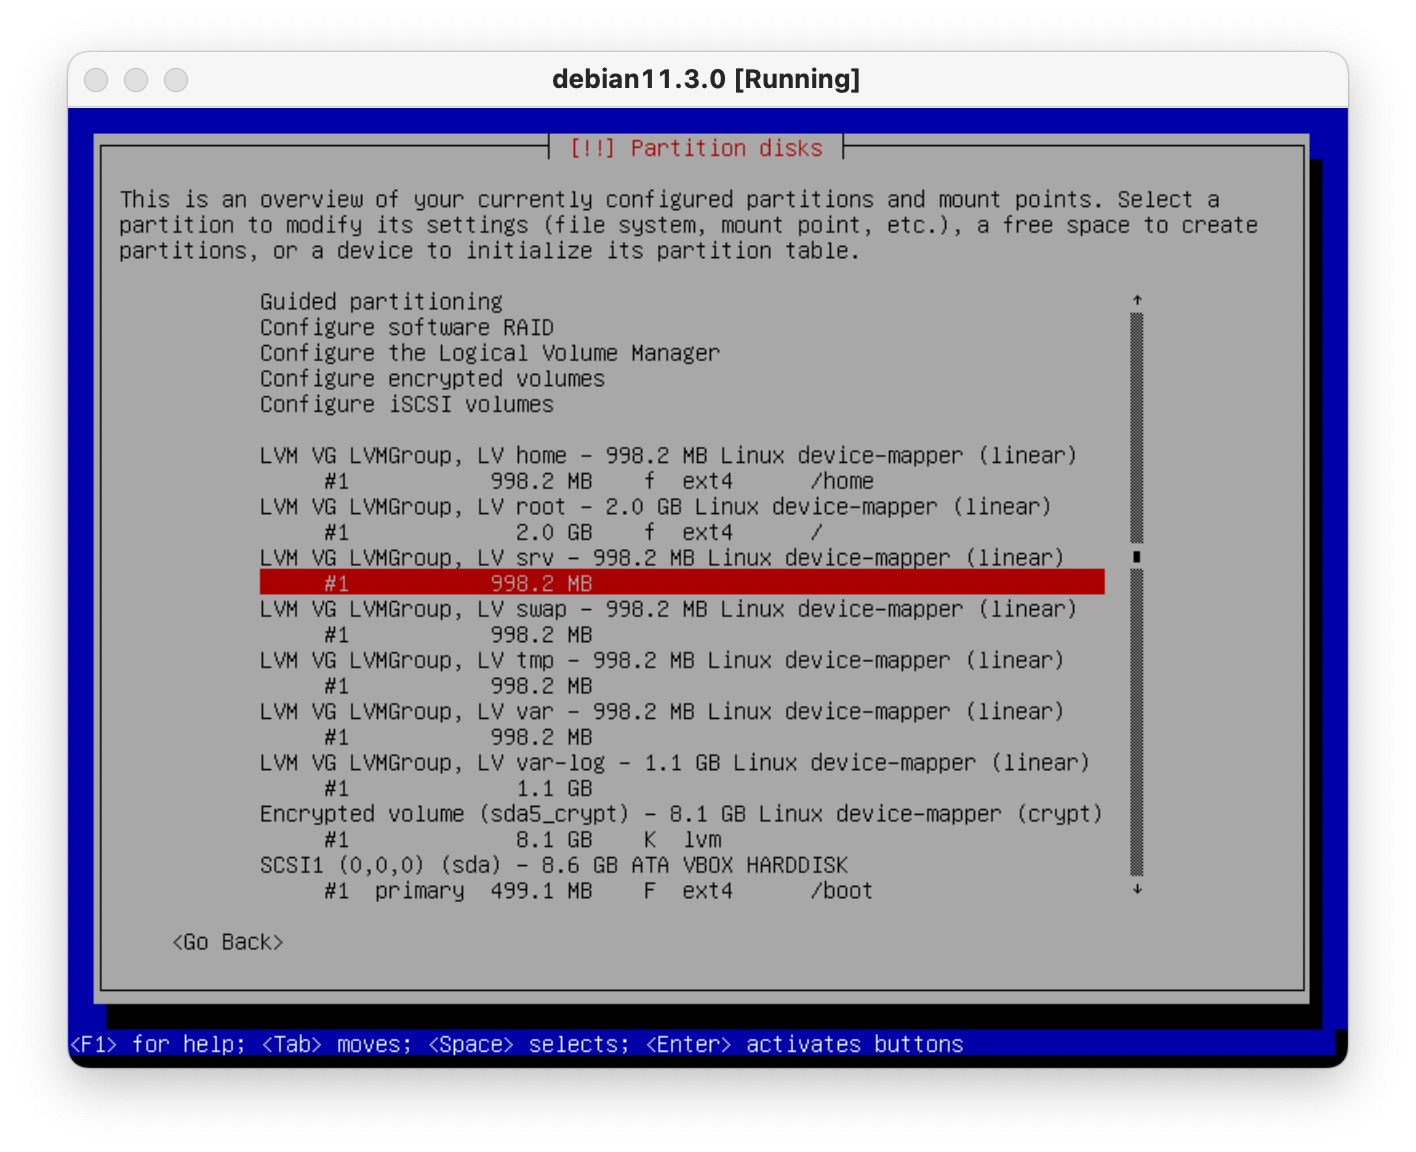 debian11.3.0 [Running]
[!!] Partition disks
This is an overview of your currently configured partitions and mount points. Select a
partition to modify its settings (file system, mount point, etc.), a free space to create
partitions, or a device to initialize its partition table.
Guided partitioning
Configure software RAID
Configure the Logical Volume Manager
Configure encrypted volumes
Configure iSCSI volumes
LVM VG LVMGroup, LV home - 998.2 MB Linux device-mapper (linear)
#1 998.2 MB f ext4 /home
LVM VG LVMGroup, LV root - 2.0 GB Linux device-mapper (linear)
#1 2.0 GB f ext4 /
LVM VG LVMGroup, LV srv - 998.2 MB Linux device-mapper (linear)
#1 998.2 MB
LVM VG LVMGroup, LV swap - 998.2 MB Linux device-mapper (linear)
#1 998.2 MB
LVM VG LVMGroup, LV tmp - 998.2 MB Linux device-mapper (linear)
#1 998.2 MB
LVM VG LVMGroup, LV var - 998.2 MB Linux device-mapper (linear)
#1 998.2 MB
LVM VG LVMGroup, LV var-log - 1.1 GB Linux device-mapper (linear)
#1 1.1 GB
Encrypted volume (sda5_crypt) - 8.1 GB Linux device-mapper (crypt)
#1 8.1 GB K lvm
SCSI1 (0,0,0) (sda) - 8.6 GB ATA VBOX HARDDISK
#1 primary 499.1 MB F ext4 /boot
<Go Back>
<F1> for help; <Tab> moves; <Space> selects; <Enter> activates buttons